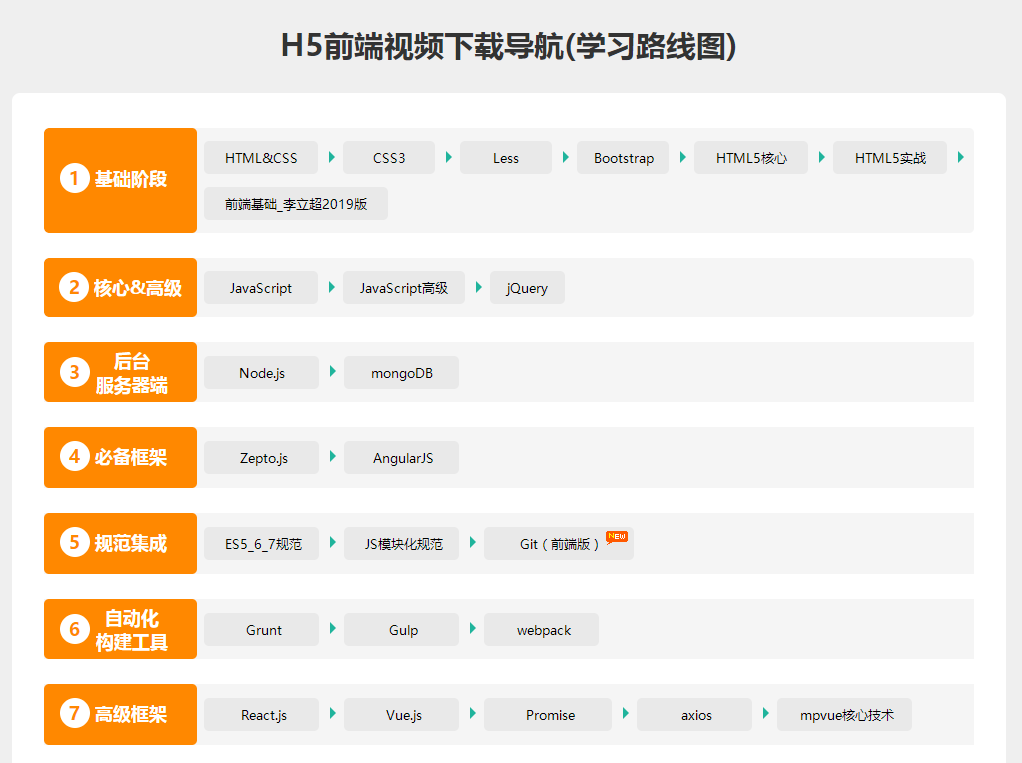 H5前端视频下载导航(学习路线图)
1 基础阶段
HTML&CSS CSS3 Less Bootstrap HTML5核心 HTML5实战
前端基础_李立超2019版
2 核心&高级
JavaScript JavaScript高级 jQuery
3 后台
服务器端
Node.js mongoDB
4 必备框架
Zepto.js AngularJS
5 规范集成
ES5_6_7规范 JS模块化规范 Git（前端版） NEW
6 自动化
构建工具
Grunt Gulp webpack
7 高级框架
React.js Vue.js Promise axios mpvue核心技术